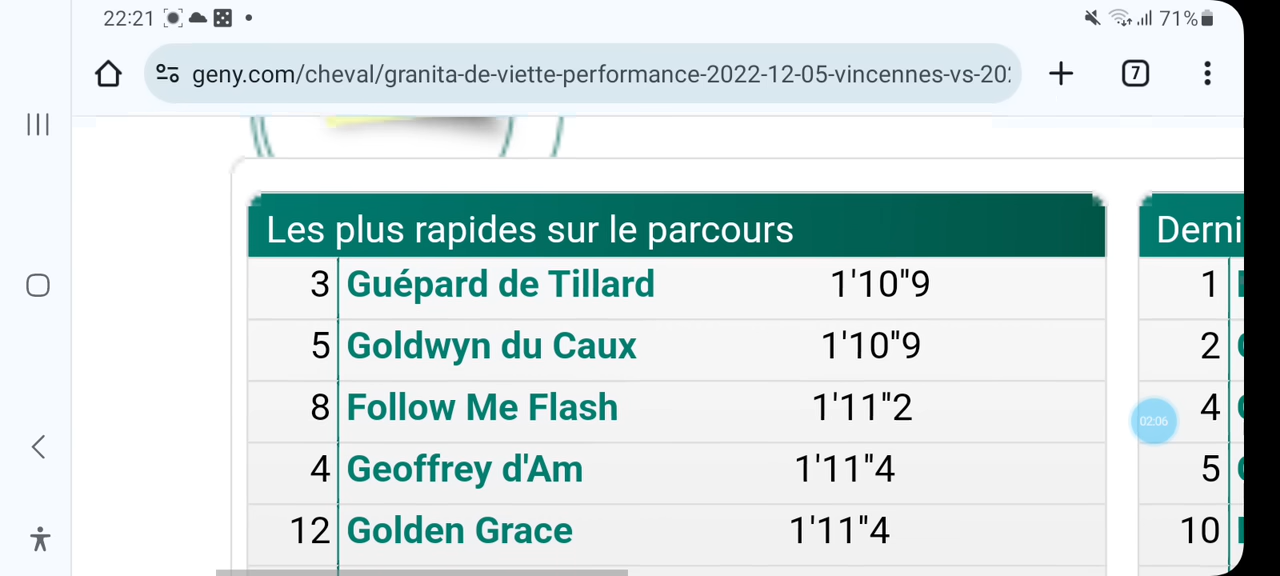 22:21 71%
geny.com/cheval/granita-de-viette-performance-2022-12-05-vincennes-vs-20 7
Les plus rapides sur le parcours
3 Guépard de Tillard 1'10"9
5 Goldwyn du Caux 1'10"9
8 Follow Me Flash 1'11"2
4 Geoffrey d'Am 1'11"4
12 Golden Grace 1'11"4
Derni
1
2
4
5
10
02:06